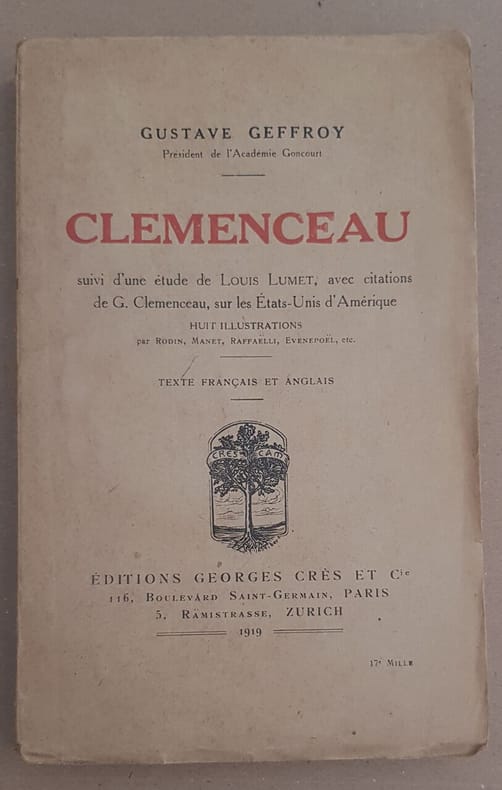 GUSTAVE GEFFROY
Président de l'Académie Goncourt
CLEMENCEAU
suivi d'une étude de LOUIS LUMET, avec citations
de G. Clemenceau, sur les États-Unis d'Amérique
HUIT ILLUSTRATIONS
par RODIN, MANET, RAFFAËLLI, EVENEPOËL, etc.
TEXTE FRANÇAIS ET ANGLAIS
CRES CAM
ÉDITIONS GEORGES CRÈS ET Cie
116, BOULEVARD SAINT-GERMAIN, PARIS
5, RAMISTRASSE, ZURICH
1919
17e MILLE